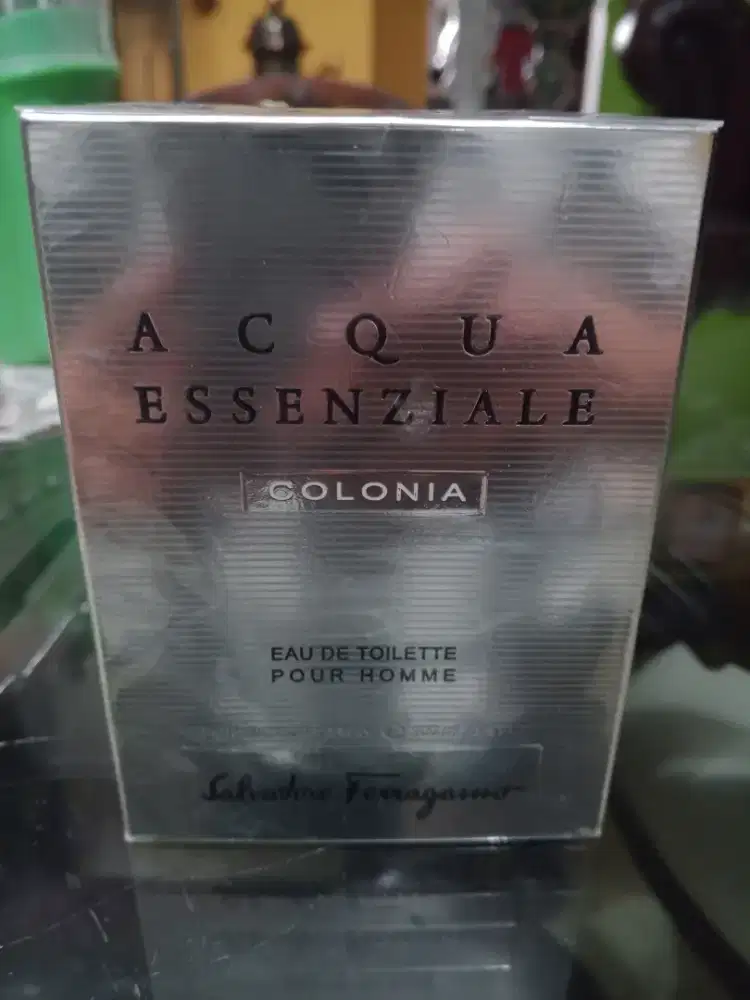 ACQUA
ESSENZIALE
COLONIA
EAU DE TOILETTE
POUR HOMME
Salvatore Ferragamo